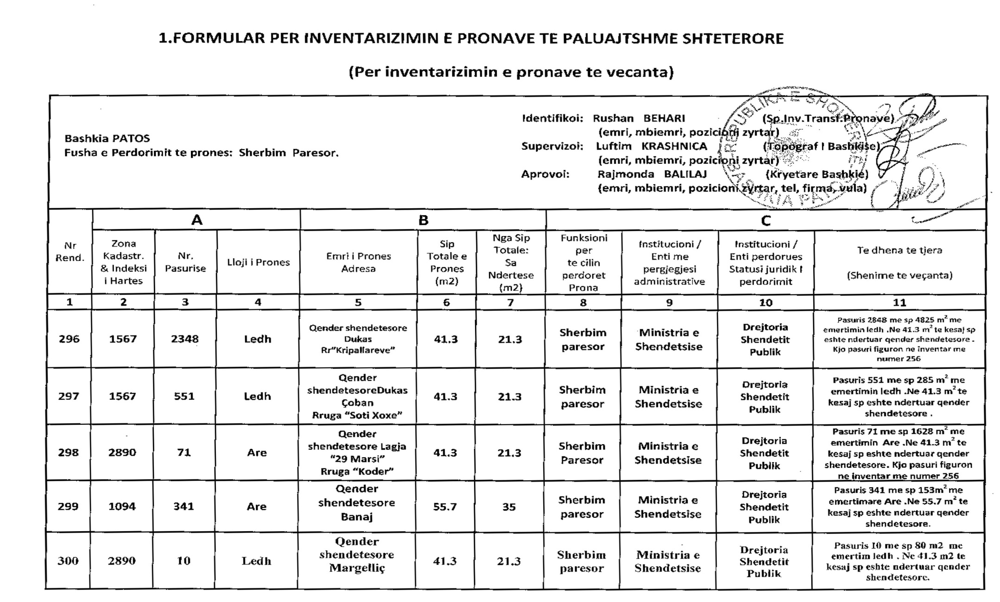 1.FORMULAR PER INVENTARIZIMIN E PRONAVE TE PALUAJTSHME SHTETERORE
(Per inventarizimin e pronave te vecanta)
Bashkia PATOS
Fusha e Perdorimit te prones: Sherbim Paresor.
Identifikoi: Rushan BEHARI (Sp.Inv.Transf.Pronave)
(emri, mbiemri, pozicioni zyrtar)
Supervizoi: Luftim KRASHNICA (Topograf I Bashkise)
(emri, mbiemri, pozicioni zyrtar)
Aprovoi: Rajmonda BALILAJ (Kryetare Bashkie)
(emri, mbiemri, pozicioni zyrtar, tel, firma, vula)
REPUBLIKA E SHQIPERISE
BASHKIA PATOS
A B C
Nr
Rend.
Zona
Kadastr.
& Indeksi
i Hartes
Nr.
Pasurise
Lloji i Prones
Emri i Prones
Adresa
Sip
Totale e
Prones
(m2)
Nga Sip
Totale:
Sa
Ndertese
(m2)
Funksioni
per
te cilin
perdoret
Prona
Institucioni /
Enti me
pergjegjesi
administrative
Institucioni /
Enti perdorues
Statusi juridik I
perdorimit
Te dhena te tjera
(Shenime te veçanta)
1 2 3 4 5 6 7 8 9 10 11
296
1567
2348
Ledh
Qender shendetesore
Dukas
Rr"Kripallareve"
41.3
21.3
Sherbim
paresor
Ministria e
Shendetsise
Drejtoria
Shendetit
Publik
Pasuris 2848 me sp 4825 m² me
emertimin ledh .Ne 41.3 m² te kesaj sp
eshte ndertuar qender shendetesore .
Kjo pasuri figuron ne inventar me
numer 256
297
1567
551
Ledh
Qender
shendetesoreDukas
Çoban
Rruga "Soti Xoxe"
41.3
21.3
Sherbim
paresor
Ministria e
Shendetsise
Drejtoria
Shendetit
Publik
Pasuris 551 me sp 285 m² me
emertimin ledh .Ne 41.3 m² te
kesaj sp eshte ndertuar qender
shendetesore .
298
2890
71
Are
Qender
shendetesore Lagja
"29 Marsi"
Rruga "Koder"
41.3
21.3
Sherbim
Paresor
Ministria e
Shendetsise
Drejtoria
Shendetit
Publik
Pasuris 71 me sp 1628 m² me
emertimin Are .Ne 41.3 m² te
kesaj sp eshte ndertuar qender
shendetesore. Kjo pasuri figuron
ne inventar me numer 256
299
1094
341
Are
Qender
shendetesore
Banaj
55.7
35
Sherbim
paresor
Ministria e
Shendetsise
Drejtoria
Shendetit
Publik
Pasuris 341 me sp 153m² me
emertimare Are .Ne 55.7 m² te
kesaj sp eshte ndertuar qender
shendetesore.
300
2890
10
Ledh
Qender
shendetesore
Margelliç
41.3
21.3
Sherbim
paresor
Ministria e
Shendetsise
Drejtoria
Shendetit
Publik
Pasuris 10 me sp 80 m2 me
emertim ledh . Ne 41.3 m2 te
kesaj sp eshte ndertuar qender
shendetesore.